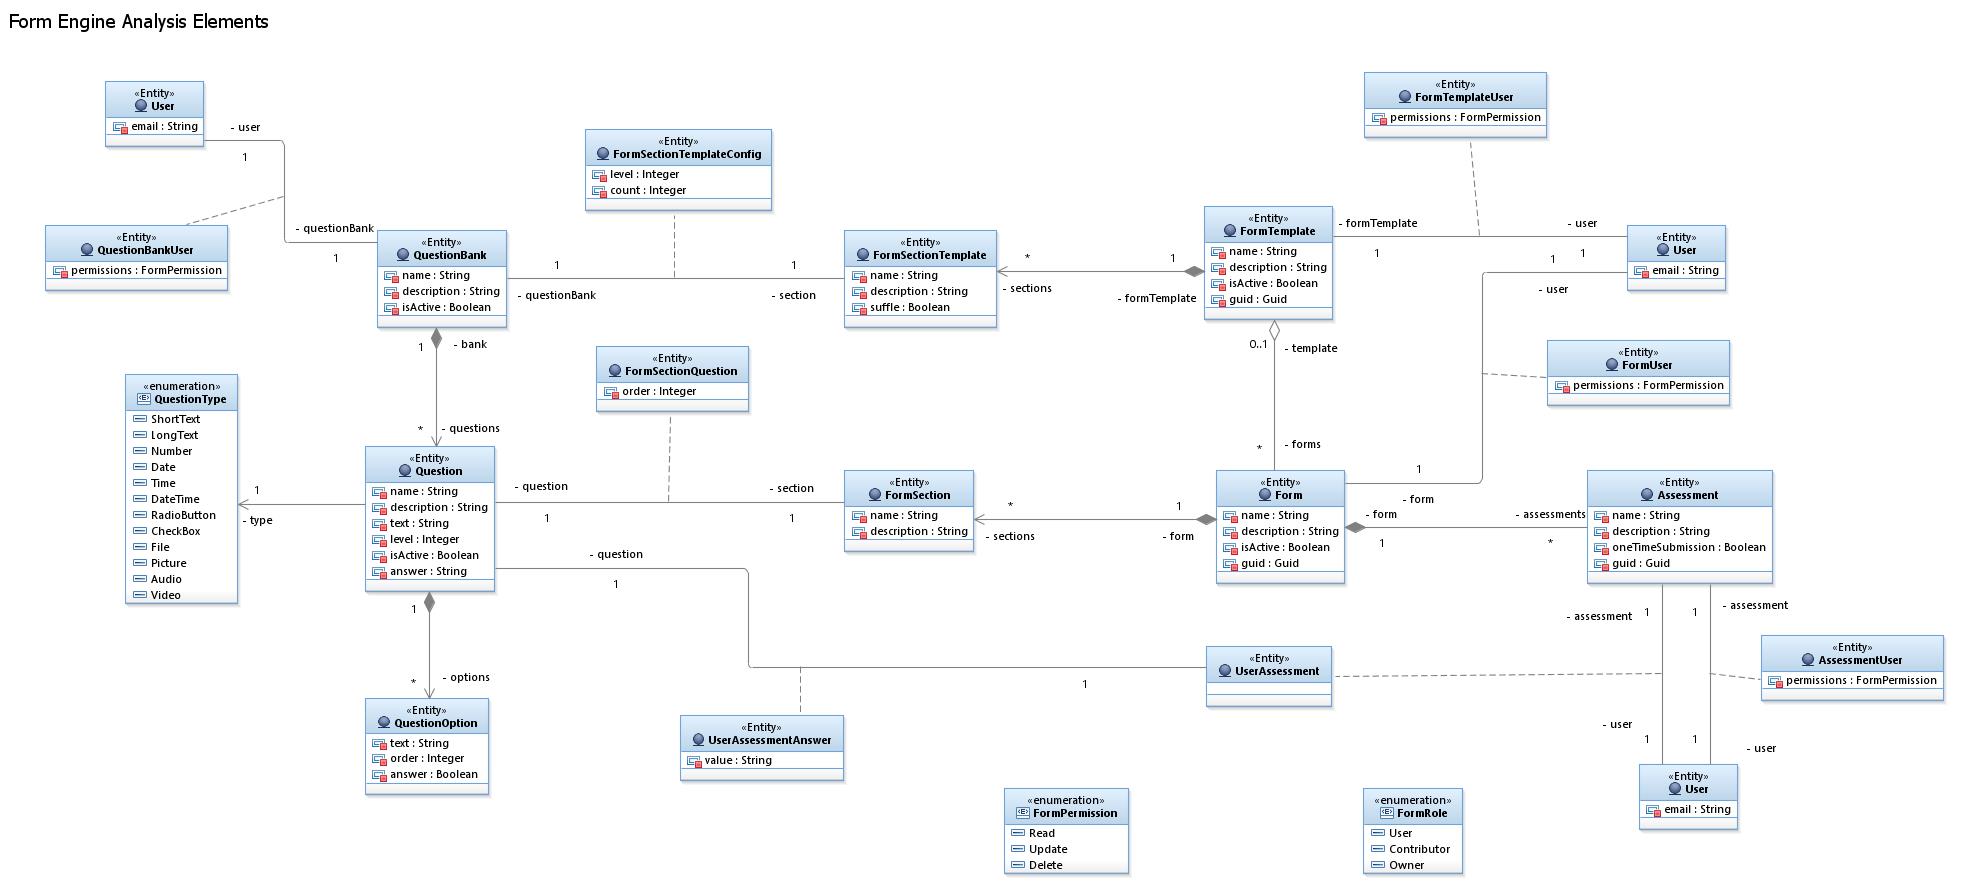 Form Engine Analysis Elements
«Entity»
User
email : String
- user
1
«Entity»
QuestionBankUser
permissions : FormPermission
- questionBank
1
«Entity»
QuestionBank
name : String
description : String
isActive : Boolean
«Entity»
FormSectionTemplateConfig
level : Integer
count : Integer
1
- questionBank
1
- section
«Entity»
FormSectionTemplate
name : String
description : String
suffle : Boolean
*
- sections
1
- formTemplate
«Entity»
FormTemplate
name : String
description : String
isActive : Boolean
guid : Guid
«Entity»
FormTemplateUser
permissions : FormPermission
- formTemplate
1
- user
1
1
- user
«Entity»
User
email : String
«Entity»
FormUser
permissions : FormPermission
1
- bank
*
- questions
«enumeration»
QuestionType
ShortText
LongText
Number
Date
Time
DateTime
RadioButton
CheckBox
File
Picture
Audio
Video
1
- type
«Entity»
Question
name : String
description : String
text : String
level : Integer
isActive : Boolean
answer : String
«Entity»
FormSectionQuestion
order : Integer
- question
1
- section
1
«Entity»
FormSection
name : String
description : String
*
- sections
1
- form
0..1
- template
*
- forms
«Entity»
Form
name : String
description : String
isActive : Boolean
guid : Guid
1
- form
- form
1
- assessments
*
«Entity»
Assessment
name : String
description : String
oneTimeSubmission : Boolean
guid : Guid
- question
1
1
- options
*
«Entity»
QuestionOption
text : String
order : Integer
answer : Boolean
«Entity»
UserAssessmentAnswer
value : String
1
«Entity»
UserAssessment
- assessment
1
1
- assessment
«Entity»
AssessmentUser
permissions : FormPermission
- user
1
1
- user
«Entity»
User
email : String
«enumeration»
FormPermission
Read
Update
Delete
«enumeration»
FormRole
User
Contributor
Owner